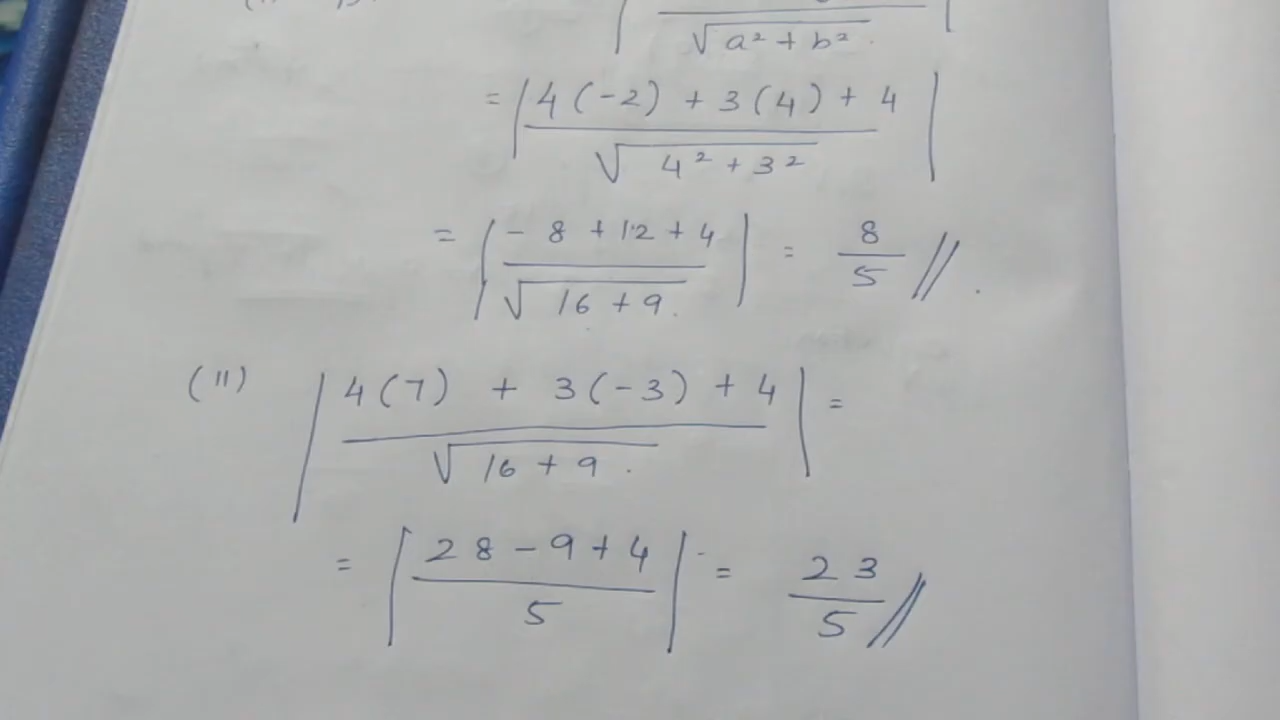 √a² + b²
= | 4(-2) + 3(4) + 4 / √4² + 3² |
= | -8 + 12 + 4 / √16 + 9 | = 8/5 //
(11) | 4(7) + 3(-3) + 4 / √16 + 9 | =
= | 28 - 9 + 4 / 5 | = 23/5 //